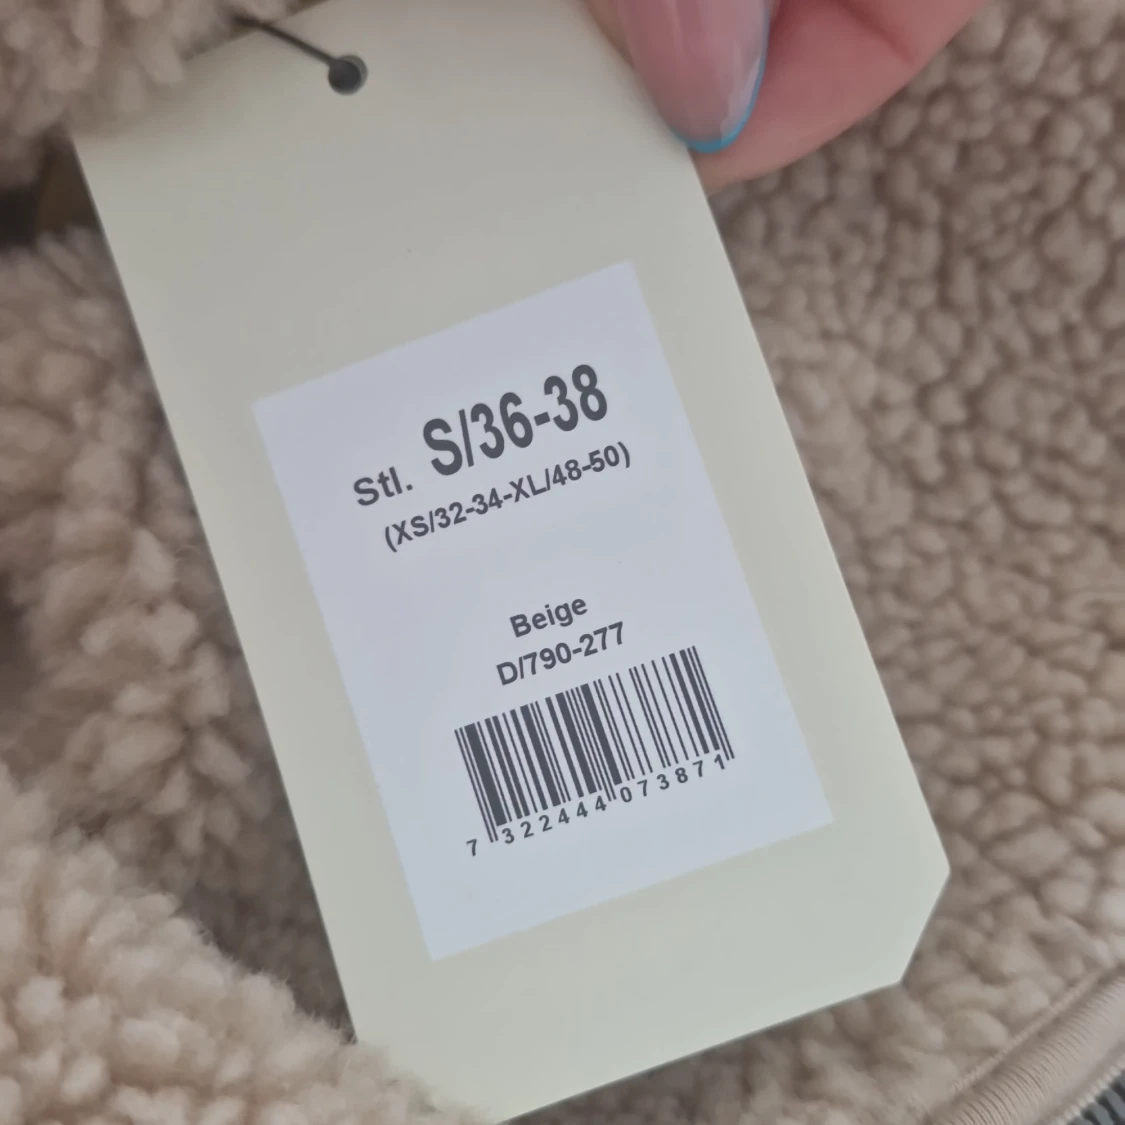 Stl. S/36-38
(XS/32-34-XL/48-50)
Beige
D/790-277
7 322444 073871